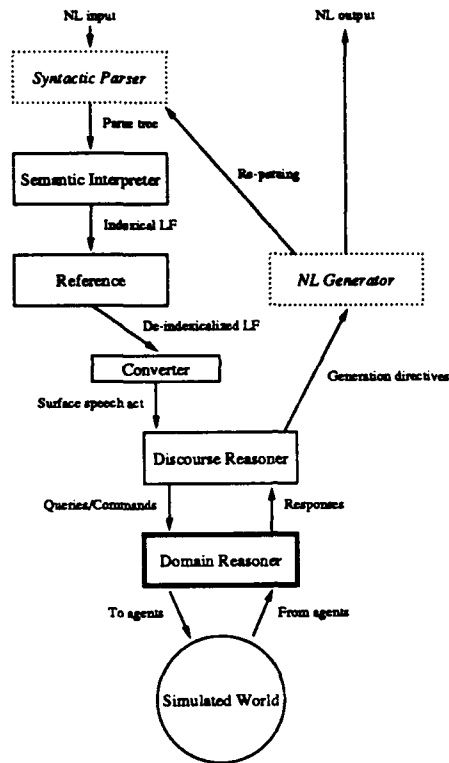 NL input
NL output
Syntactic Parser
Parse tree
Re-parsing
Semantic Interpreter
Indexical LF
Reference
NL Generator
De-indexicalized LF
Converter
Generation directives
Surface speech act
Discourse Reasoner
Queries/Commands
Responses
Domain Reasoner
To agents
From agents
Simulated World